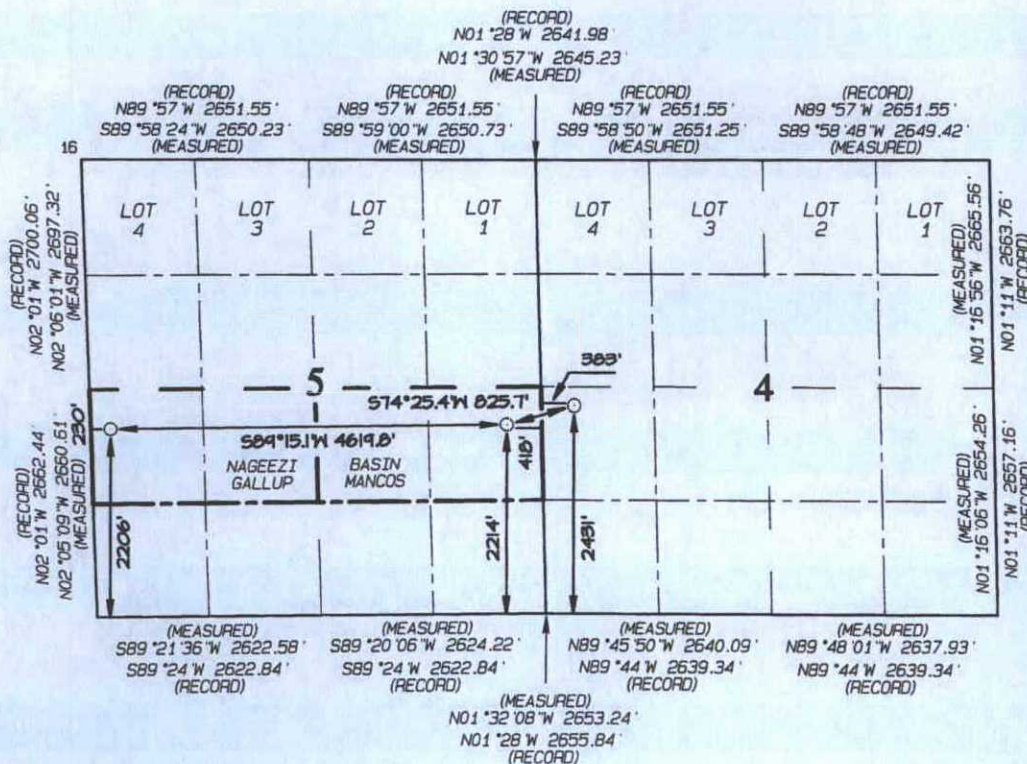 (RECORD)
N01°28'W 2641.98'
N01°30'57"W 2645.23'
(MEASURED)
(RECORD)
N89°57'W 2651.55'
S89°58'24"W 2650.23'
(MEASURED)
(RECORD)
N89°57'W 2651.55'
S89°59'00"W 2650.73'
(MEASURED)
(RECORD)
N89°57'W 2651.55'
S89°58'50"W 2651.25'
(MEASURED)
(RECORD)
N89°57'W 2651.55'
S89°58'48"W 2649.42'
(MEASURED)
16
LOT
4
LOT
3
LOT
2
LOT
1
LOT
4
LOT
3
LOT
2
LOT
1
(RECORD)
N02°01'W 2700.06'
N02°06'01"W 2697.32'
(MEASURED)
(MEASURED)
N01°16'56"W 2665.56'
N01°11'W 2663.76'
(RECORD)
5
4
383'
S74°25.4'W 825.7'
230'
S89°15.1'W 4619.8'
418'
NAGEEZI
GALLUP
BASIN
MANCOS
2206'
2214'
2431'
(RECORD)
N02°01'W 2662.44'
N02°05'09"W 2660.61'
(MEASURED)
(MEASURED)
N01°16'06"W 2654.26'
N01°11'W 2657.16'
(RECORD)
(MEASURED)
S89°21'36"W 2622.58'
S89°24'W 2622.84'
(RECORD)
(MEASURED)
S89°20'06"W 2624.22'
S89°24'W 2622.84'
(RECORD)
(MEASURED)
N89°45'50"W 2640.09'
N89°44'W 2639.34'
(RECORD)
(MEASURED)
N89°48'01"W 2637.93'
N89°44'W 2639.34'
(RECORD)
(MEASURED)
N01°32'08"W 2653.24'
N01°28'W 2655.84'
(RECORD)